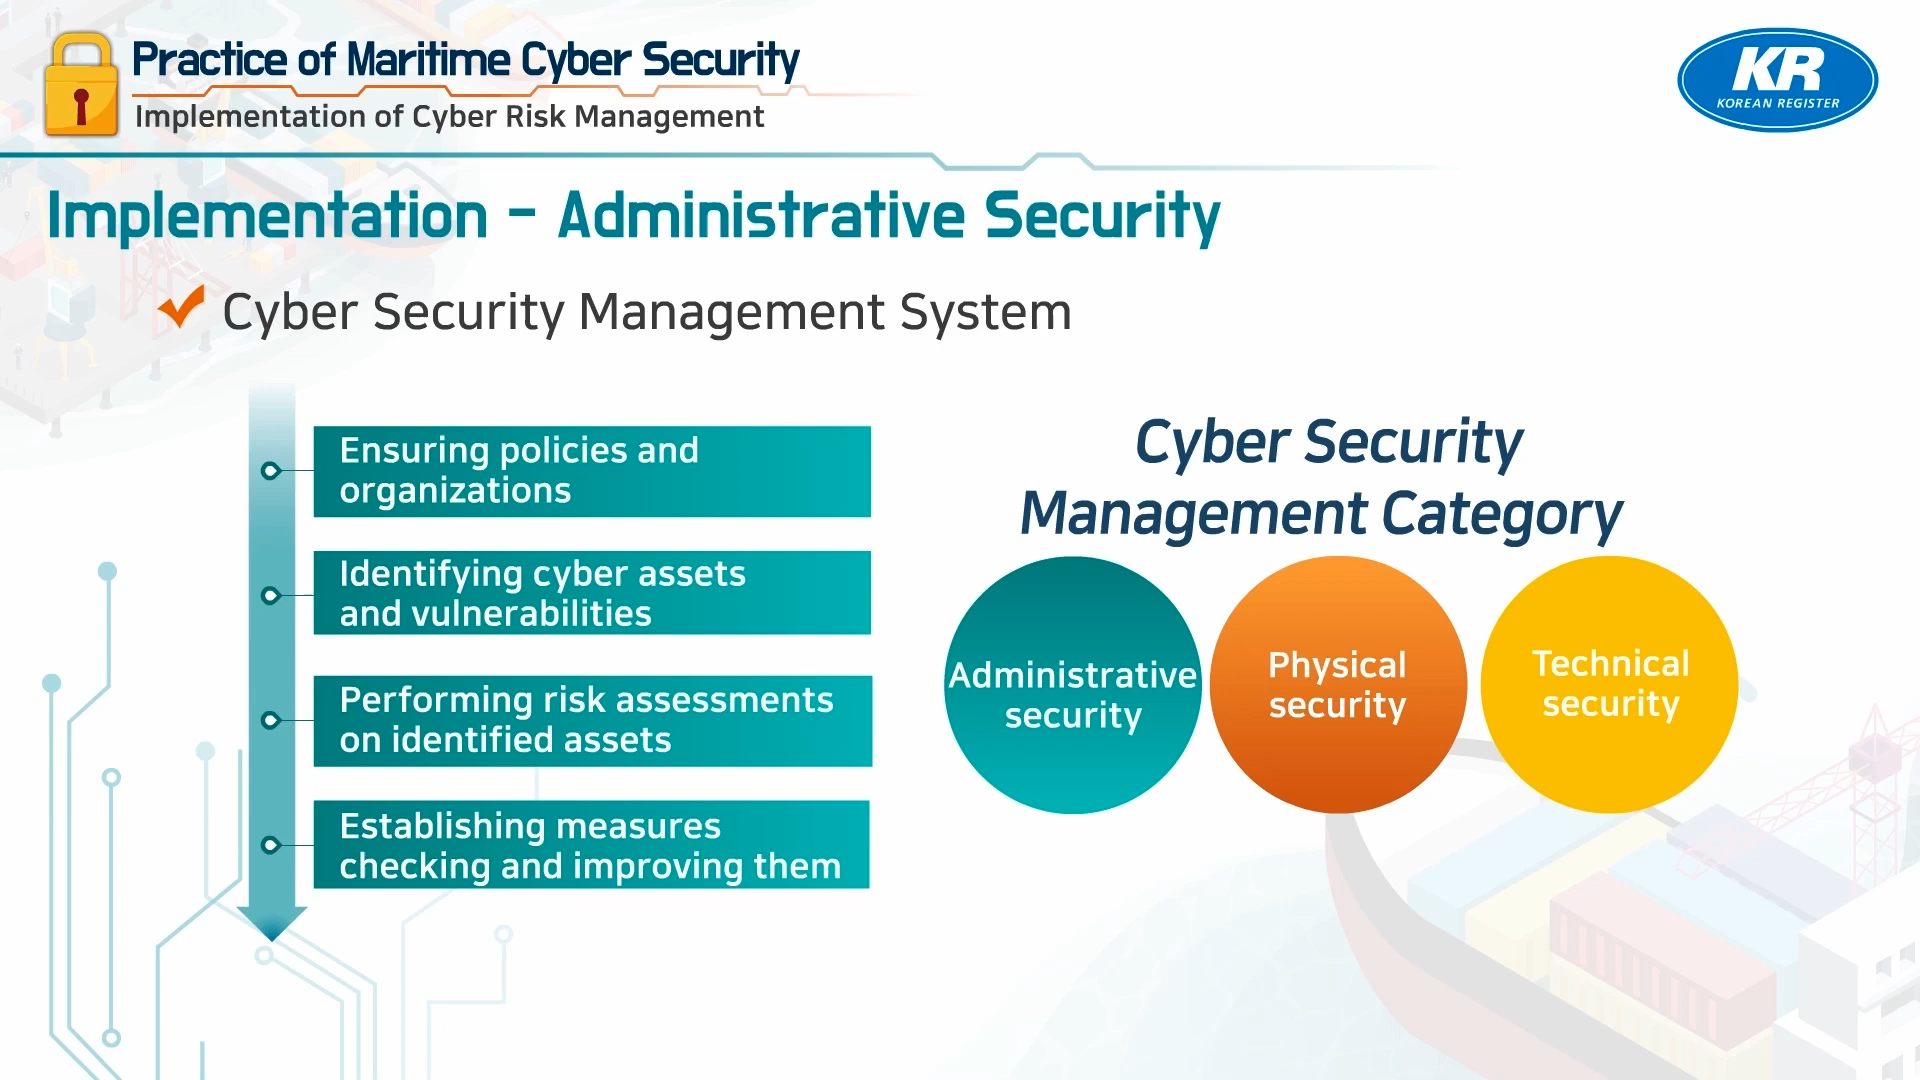 Practice of Maritime Cyber Security
Implementation of Cyber Risk Management
KR
KOREAN REGISTER
Implementation - Administrative Security
Cyber Security Management System
Ensuring policies and
organizations
Identifying cyber assets
and vulnerabilities
Performing risk assessments
on identified assets
Establishing measures
checking and improving them
Cyber Security
Management Category
Administrative
security
Physical
security
Technical
security